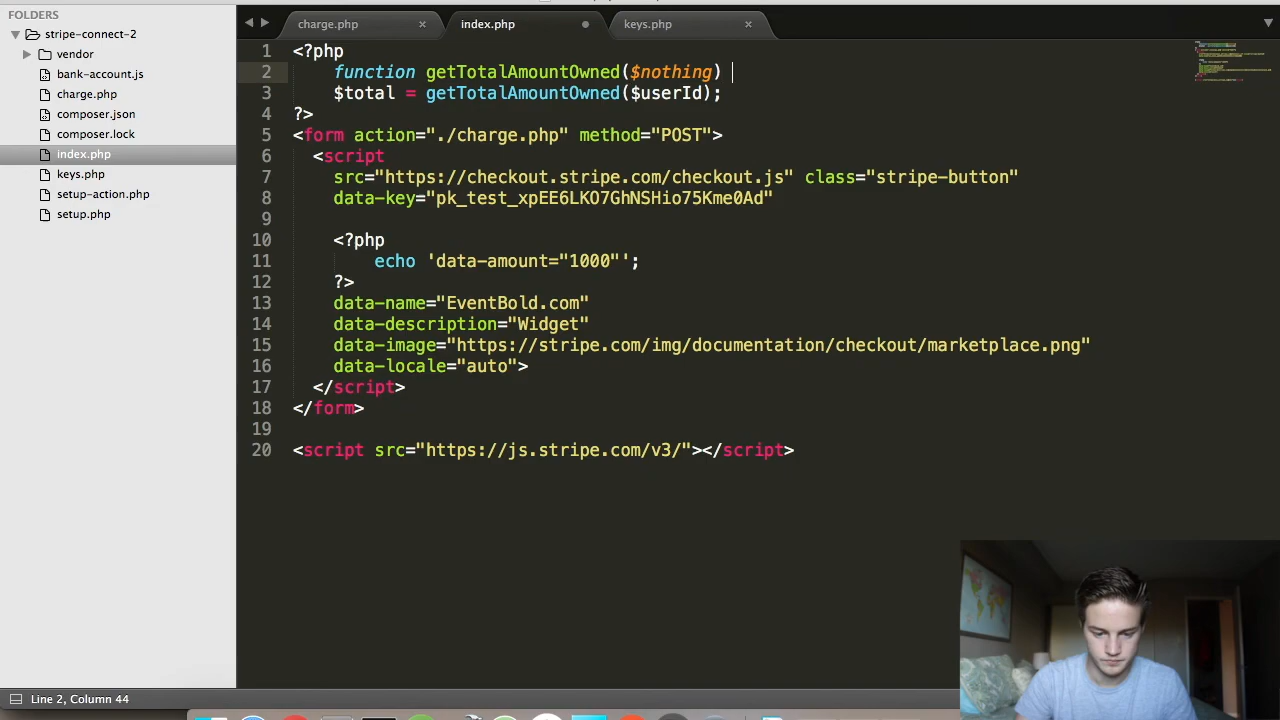 FOLDERS
stripe-connect-2
vendor
bank-account.js
charge.php
composer.json
composer.lock
index.php
keys.php
setup-action.php
setup.php
charge.php × index.php keys.php ×
1 <?php
2 function getTotalAmountOwned($nothing)
3 $total = getTotalAmountOwned($userId);
4 ?>
5 <form action="./charge.php" method="POST">
6 <script
7 src="https://checkout.stripe.com/checkout.js" class="stripe-button"
8 data-key="pk_test_xpEE6LKO7GhNSHio75Kme0Ad"
9
10 <?php
11 echo 'data-amount="1000"';
12 ?>
13 data-name="EventBold.com"
14 data-description="Widget"
15 data-image="https://stripe.com/img/documentation/checkout/marketplace.png"
16 data-locale="auto">
17 </script>
18 </form>
19
20 <script src="https://js.stripe.com/v3/"></script>
Line 2, Column 44